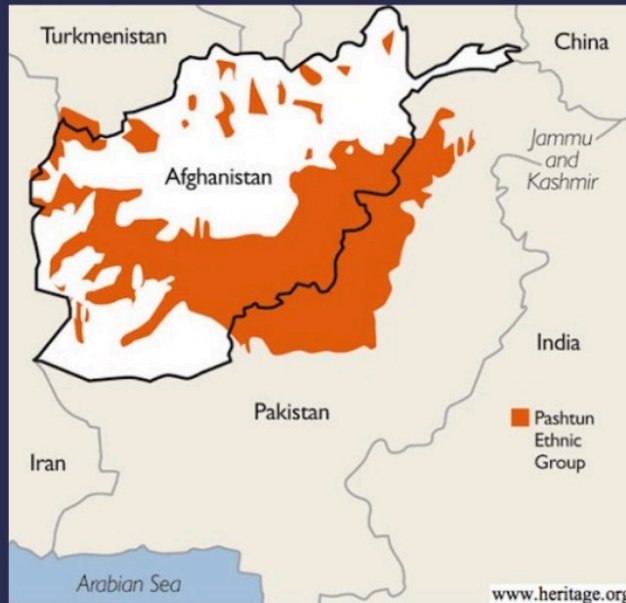 Turkmenistan
China
Jammu
and
Kashmir
Afghanistan
India
Pakistan
Pashtun
Ethnic
Group
Iran
Arabian Sea
www.heritage.org